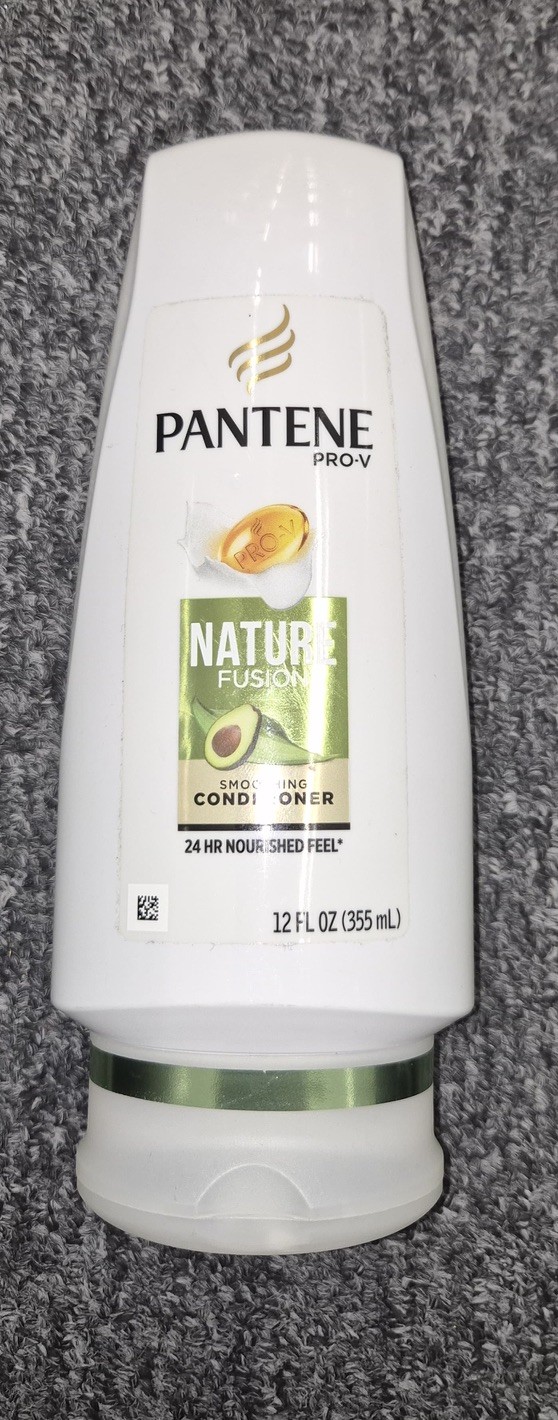 PANTENE
PRO-V
PRO-V
NATURE
FUSION
SMOOTHING
CONDITIONER
24 HR NOURISHED FEEL*
12 FL OZ (355 mL)